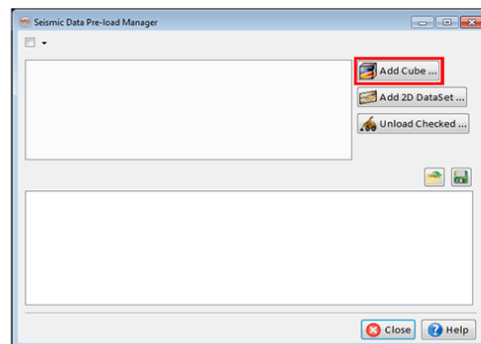 Seismic Data Pre-load Manager
Add Cube ...
Add 2D DataSet ...
Unload Checked ...
Close
Help